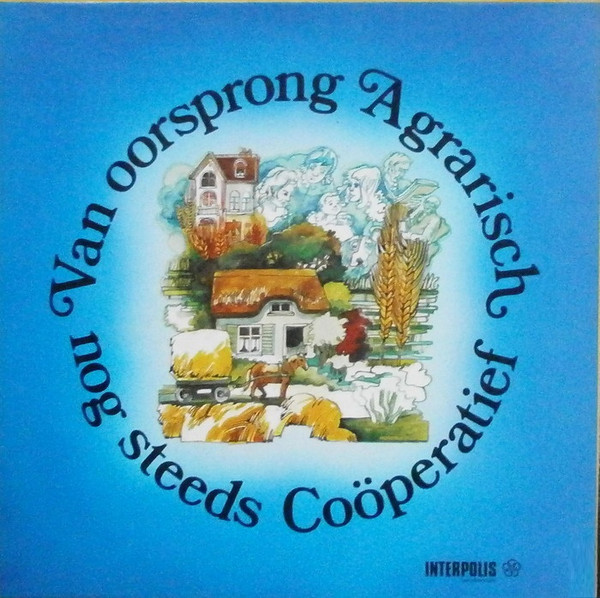 Van oorsprong Agrarisch
nog steeds Coöperatief
INTERPOLIS